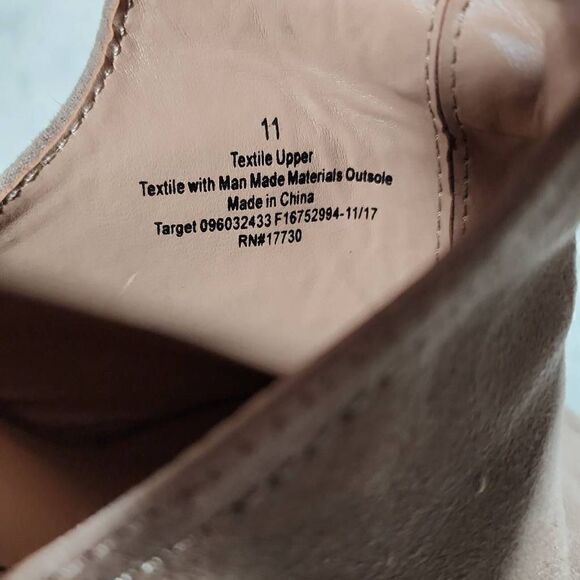 11
Textile Upper
Textile with Man Made Materials Outsole
Made in China
Target 096032433 F16752994-11/17
RN#17730